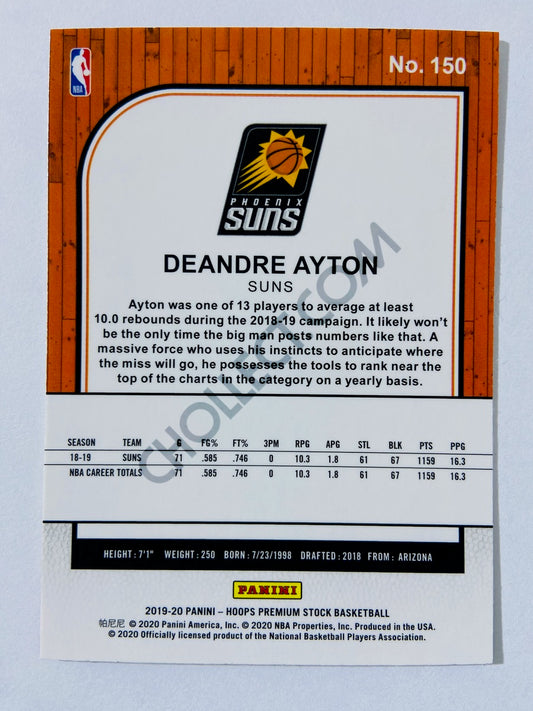 NBA
No. 150
PHOENIX
SUNS
DEANDRE AYTON
SUNS
Ayton was one of 13 players to average at least
10.0 rebounds during the 2018-19 campaign. It likely won't
be the only time the big man posts numbers like that. A
massive force who uses his instincts to anticipate where
the miss will go, he possesses the tools to rank near the
top of the charts in the category on a yearly basis.
CHOLLECT.COM
SEASON TEAM G FG% FT% 3PM RPG APG STL BLK PTS PPG
18-19 SUNS 71 .585 .746 0 10.3 1.8 61 67 1159 16.3
NBA CAREER TOTALS 71 .585 .746 0 10.3 1.8 61 67 1159 16.3
HEIGHT: 7'1" WEIGHT: 250 BORN: 7/23/1998 DRAFTED: 2018 FROM: ARIZONA
PANINI
2019-20 PANINI – HOOPS PREMIUM STOCK BASKETBALL
帕尼尼 © 2020 Panini America, Inc. © 2020 NBA Properties, Inc. Produced in the USA.
© 2020 Officially licensed product of the National Basketball Players Association.